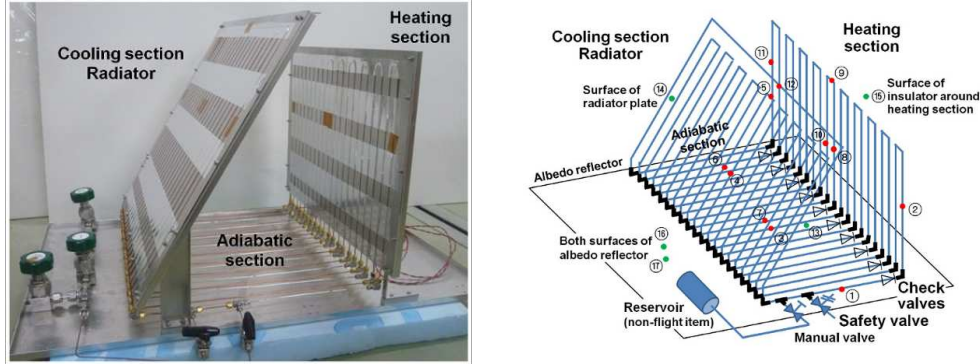 Cooling section
Radiator
Heating
section
Adiabatic
section
Cooling section
Radiator
Heating
section
⑪
⑫
⑨
⑤
⑭
Surface of
radiator plate
⑮
Surface of
insulator around
heating section
Adiabatic
section
⑩
⑧
⑥
④
Albedo reflector
②
⑦
③
⑬
⑯
⑰
Both surfaces of
albedo reflector
Reservoir
(non-flight item)
①
Check
valves
Safety valve
Manual valve